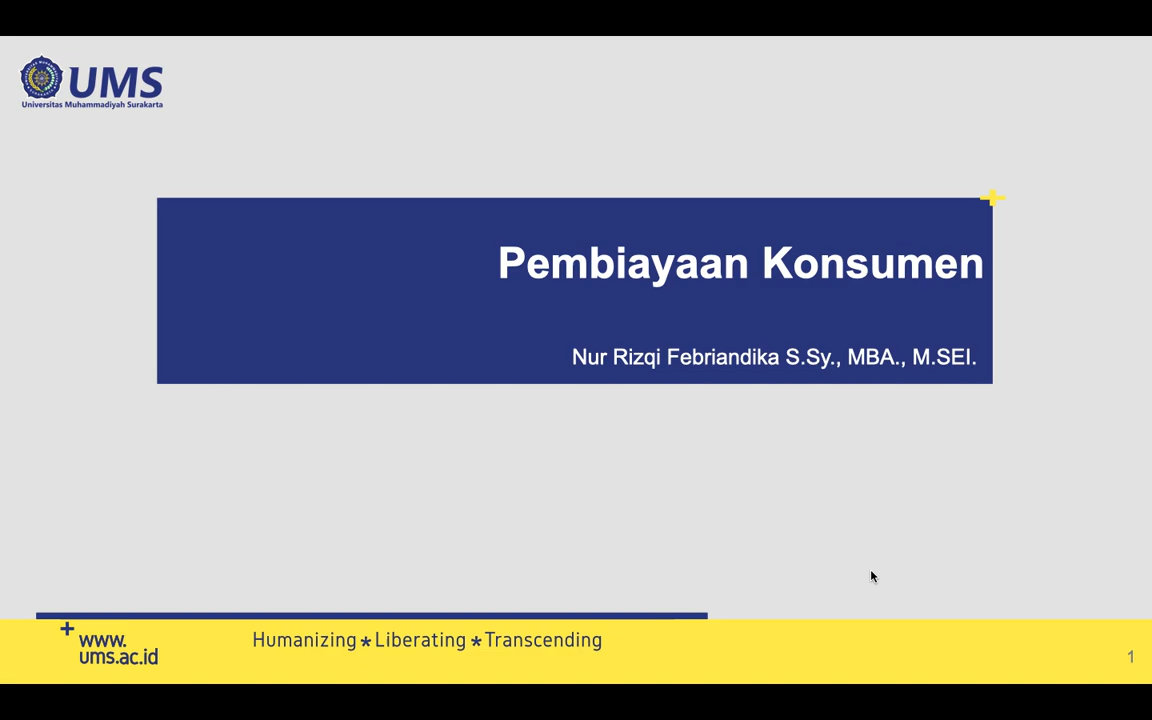 UMS
Universitas Muhammadiyah Surakarta
Pembiayaan Konsumen
Nur Rizqi Febriandika S.Sy., MBA., M.SEI.
www.
ums.ac.id
Humanizing * Liberating * Transcending
1